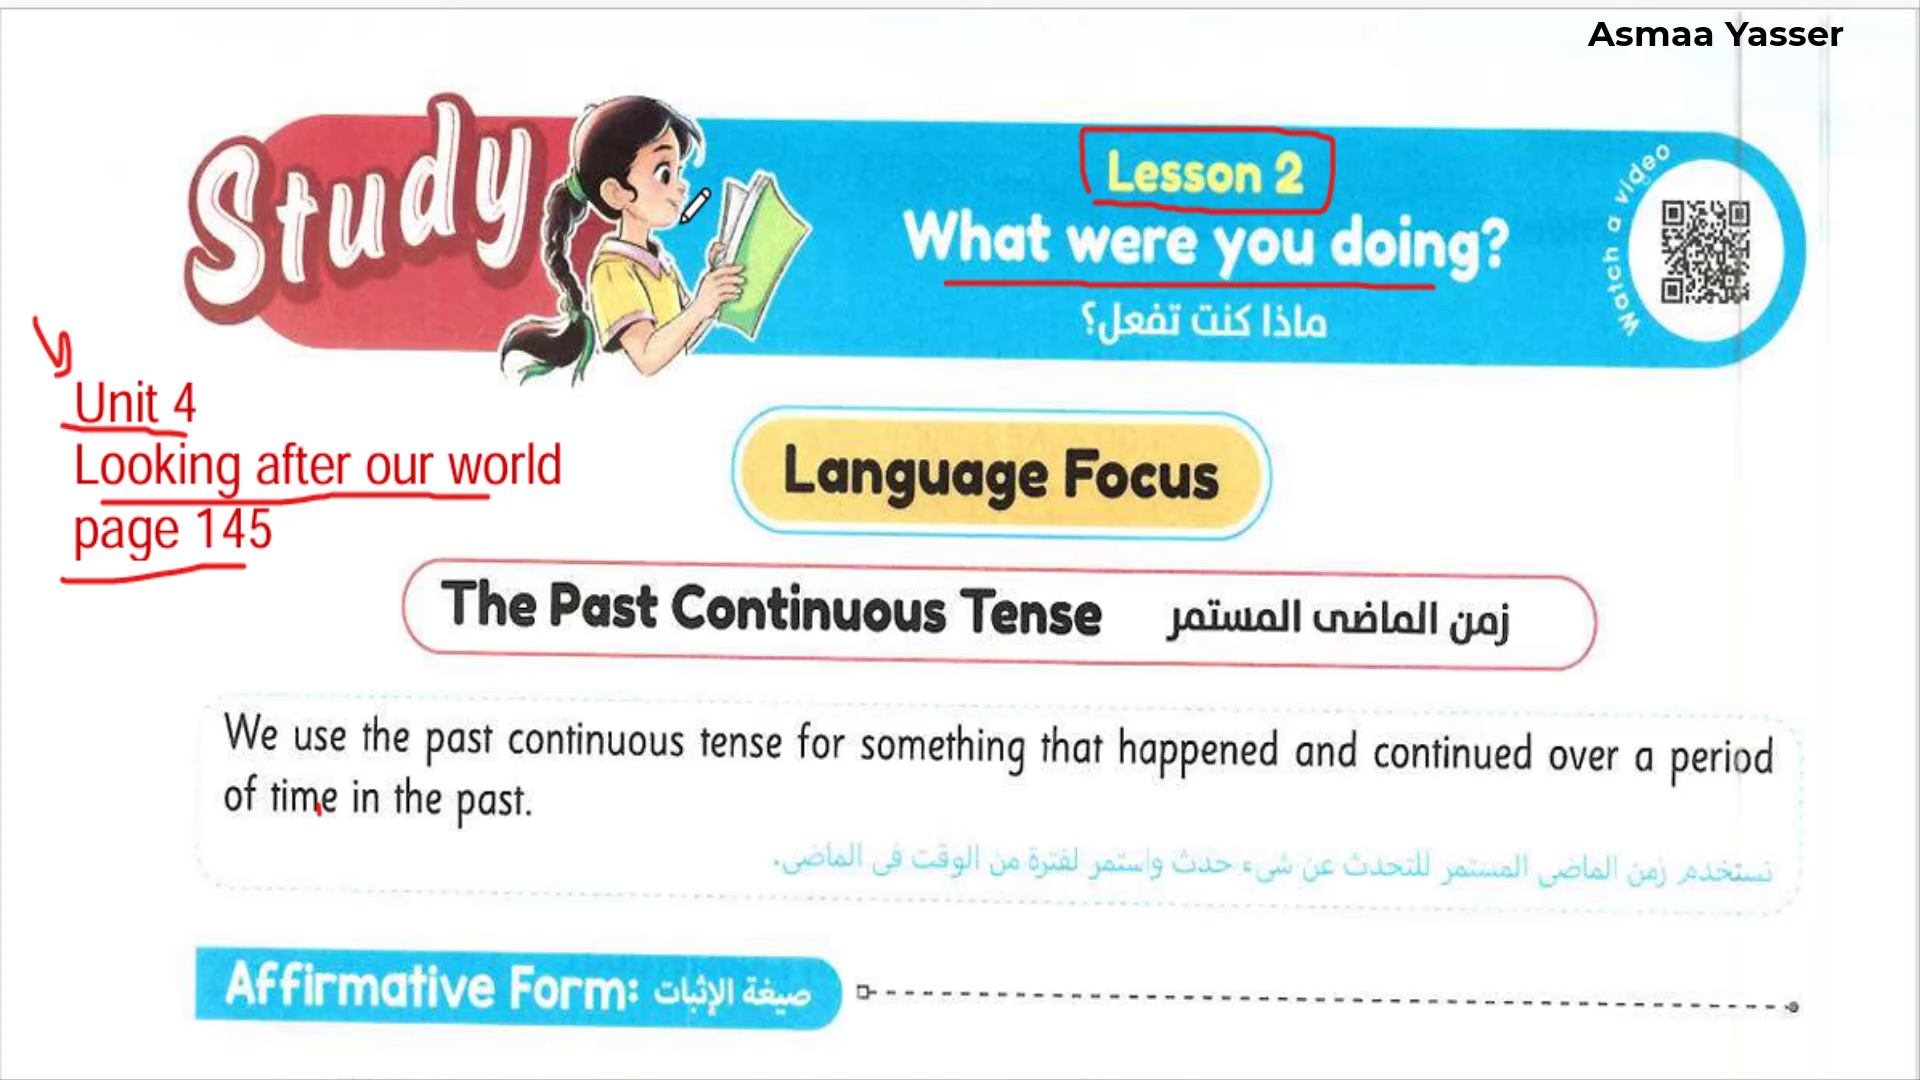 Asmaa Yasser
Study
Lesson 2
What were you doing?
ماذا كنت تفعل؟
Watch a video
Unit 4
Looking after our world
page 145
Language Focus
The Past Continuous Tense زمن الماضى المستمر
We use the past continuous tense for something that happened and continued over a period
of time in the past.
نستخدم زمن الماضى المستمر للتحدث عن شىء حدث واستمر لفترة من الوقت فى الماضى.
Affirmative Form: صيغة الإثبات